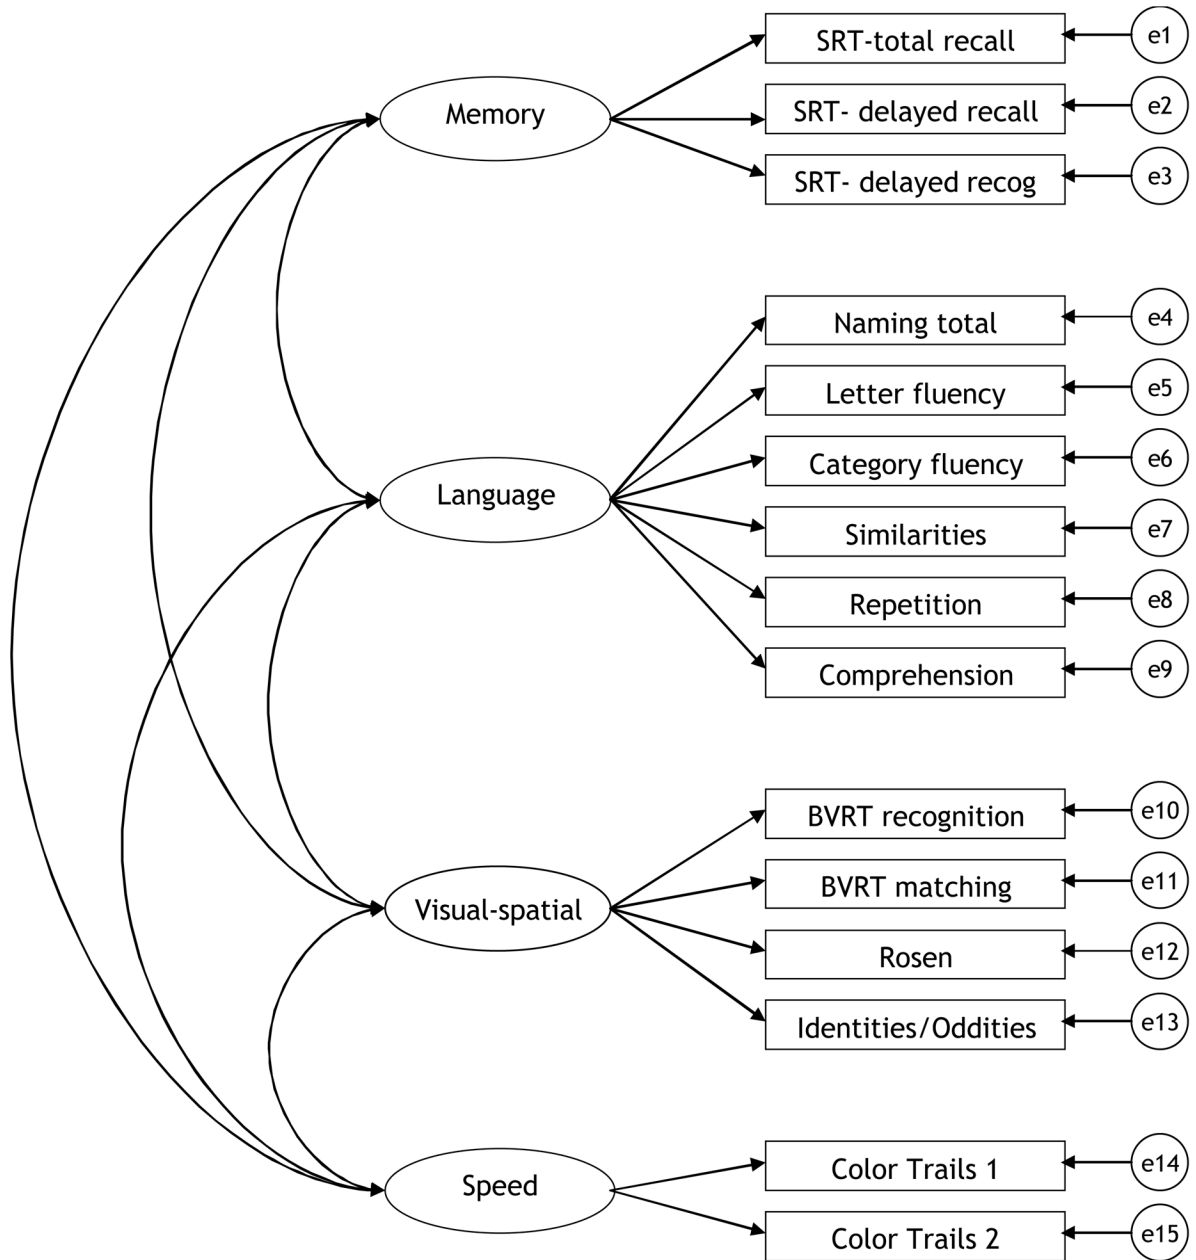 SRT-total recall
e1
Memory
SRT- delayed recall
e2
SRT- delayed recog
e3
Naming total
e4
Letter fluency
e5
Category fluency
e6
Language
Similarities
e7
Repetition
e8
Comprehension
e9
BVRT recognition
e10
BVRT matching
e11
Visual-spatial
Rosen
e12
Identities/Oddities
e13
Color Trails 1
e14
Speed
Color Trails 2
e15